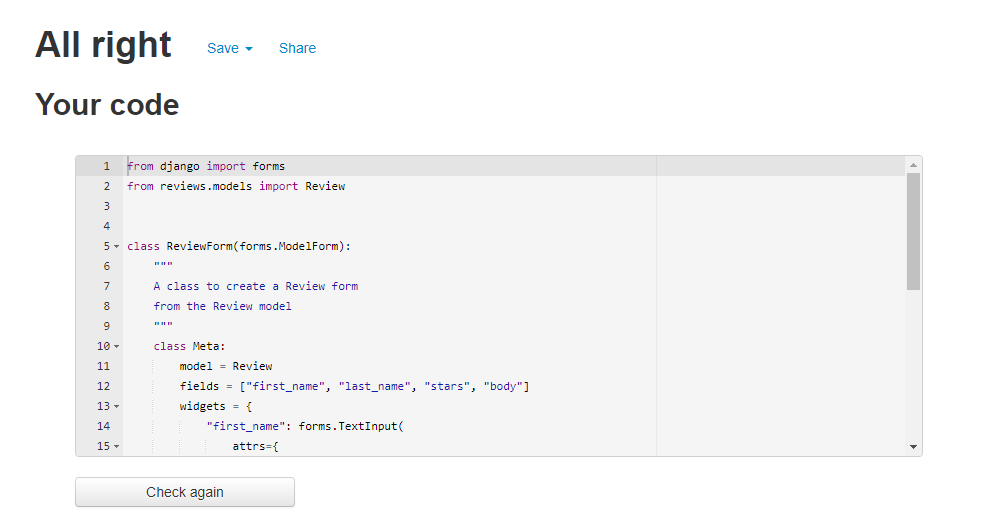 All right Save Share
Your code
1 from django import forms
2 from reviews.models import Review
3
4
5 class ReviewForm(forms.ModelForm):
6 """
7 A class to create a Review form
8 from the Review model
9 """
10 class Meta:
11 model = Review
12 fields = ["first_name", "last_name", "stars", "body"]
13 widgets = {
14 "first_name": forms.TextInput(
15 attrs={
Check again